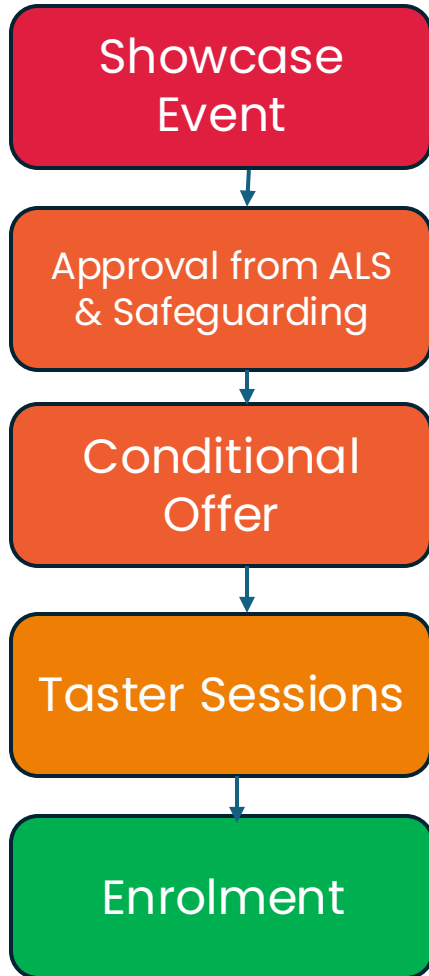 Showcase
Event
Approval from ALS
& Safeguarding
Conditional
Offer
Taster Sessions
Enrolment